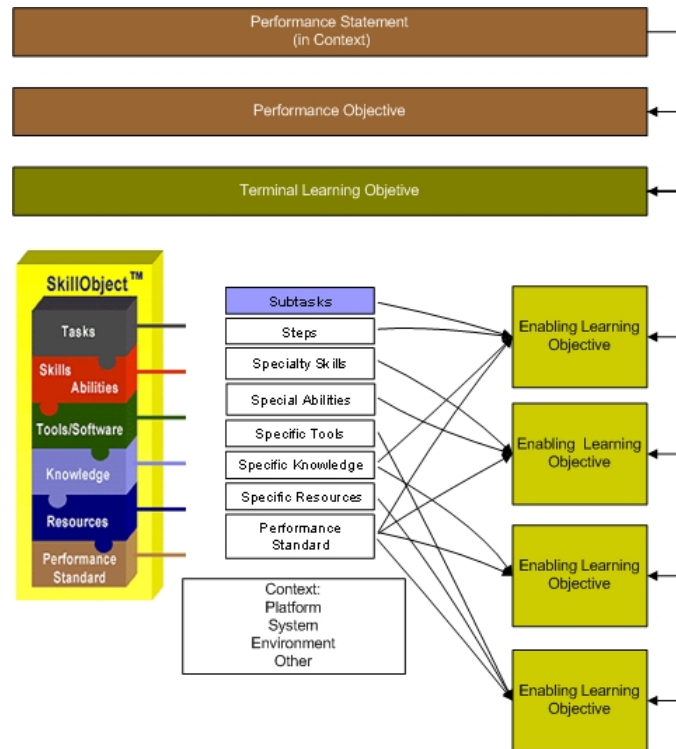 Performance Statement
(in Context)
Performance Objective
Terminal Learning Objetive
SkillObject™
Tasks
Skills
Abilities
Tools/Software
Knowledge
Resources
Performance
Standard
Subtasks
Steps
Specialty Skills
Special Abilities
Specific Tools
Specific Knowledge
Specific Resources
Performance
Standard
Context:
Platform
System
Environment
Other
Enabling Learning
Objective
Enabling Learning
Objective
Enabling Learning
Objective
Enabling Learning
Objective